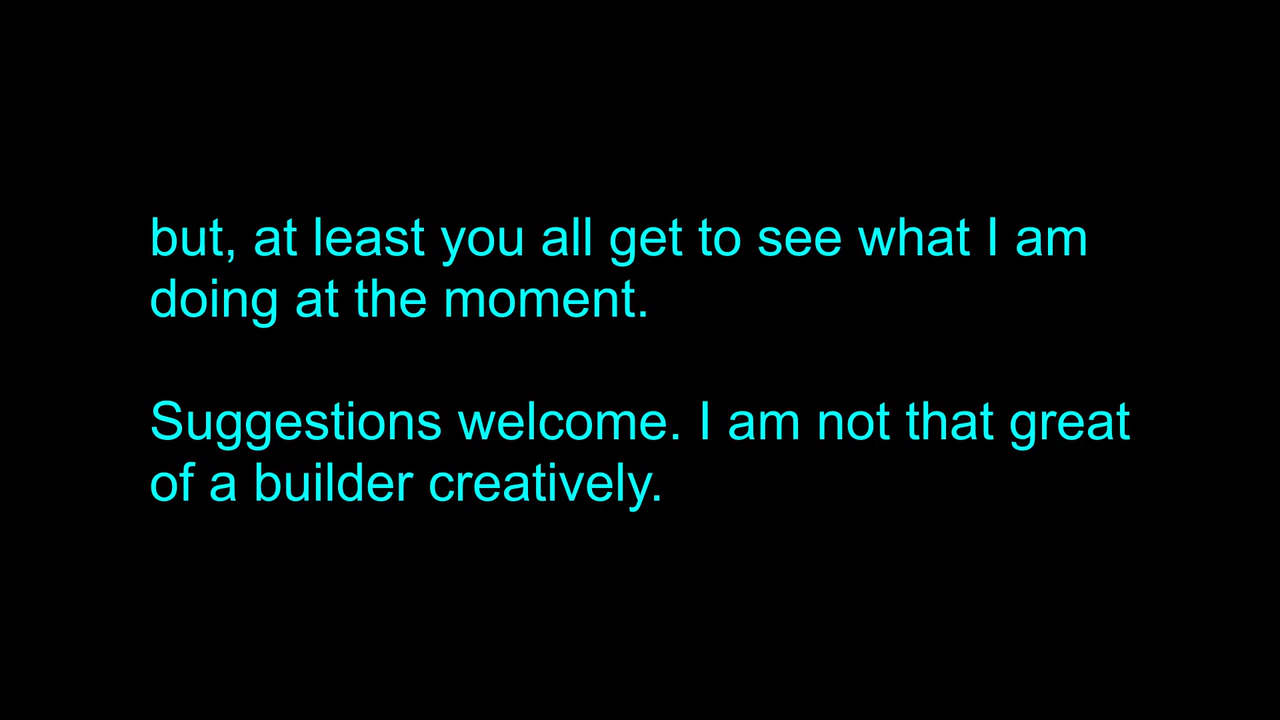 but, at least you all get to see what I am
doing at the moment.
Suggestions welcome. I am not that great
of a builder creatively.